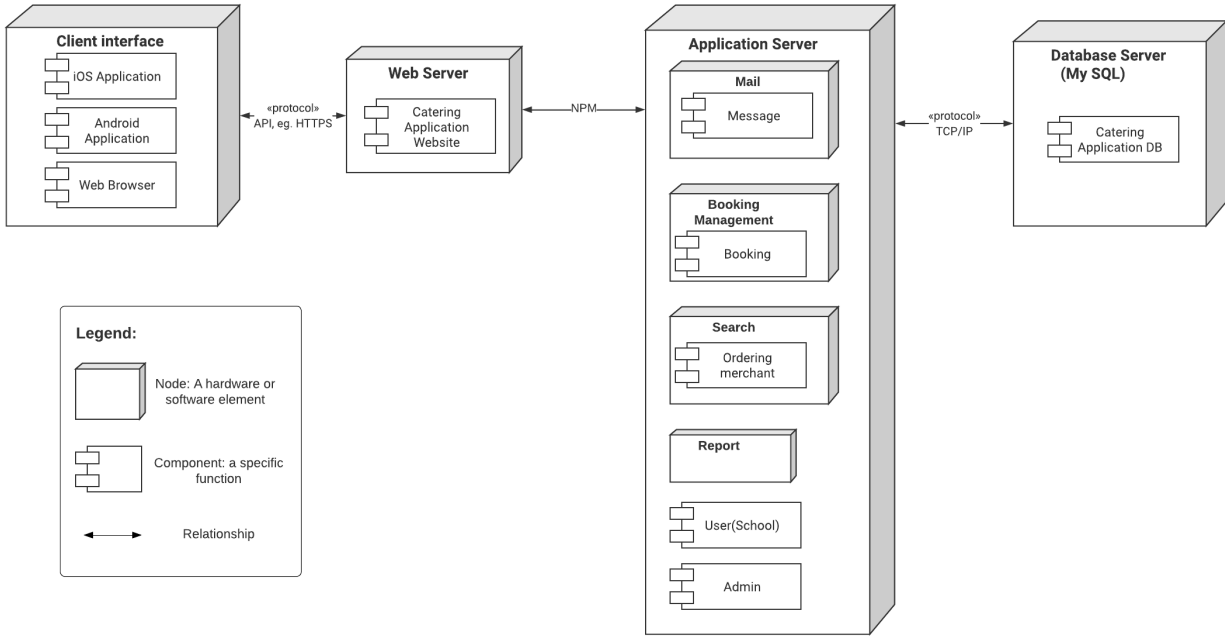 Client interface
iOS Application
Android
Application
Web Browser
«protocol»
API, eg. HTTPS
Web Server
Catering
Application
Website
NPM
Application Server
Mail
Message
Booking
Management
Booking
Search
Ordering
merchant
Report
User(School)
Admin
«protocol»
TCP/IP
Database Server
(My SQL)
Catering
Application DB
Legend:
Node: A hardware or
software element
Component: a specific
function
Relationship